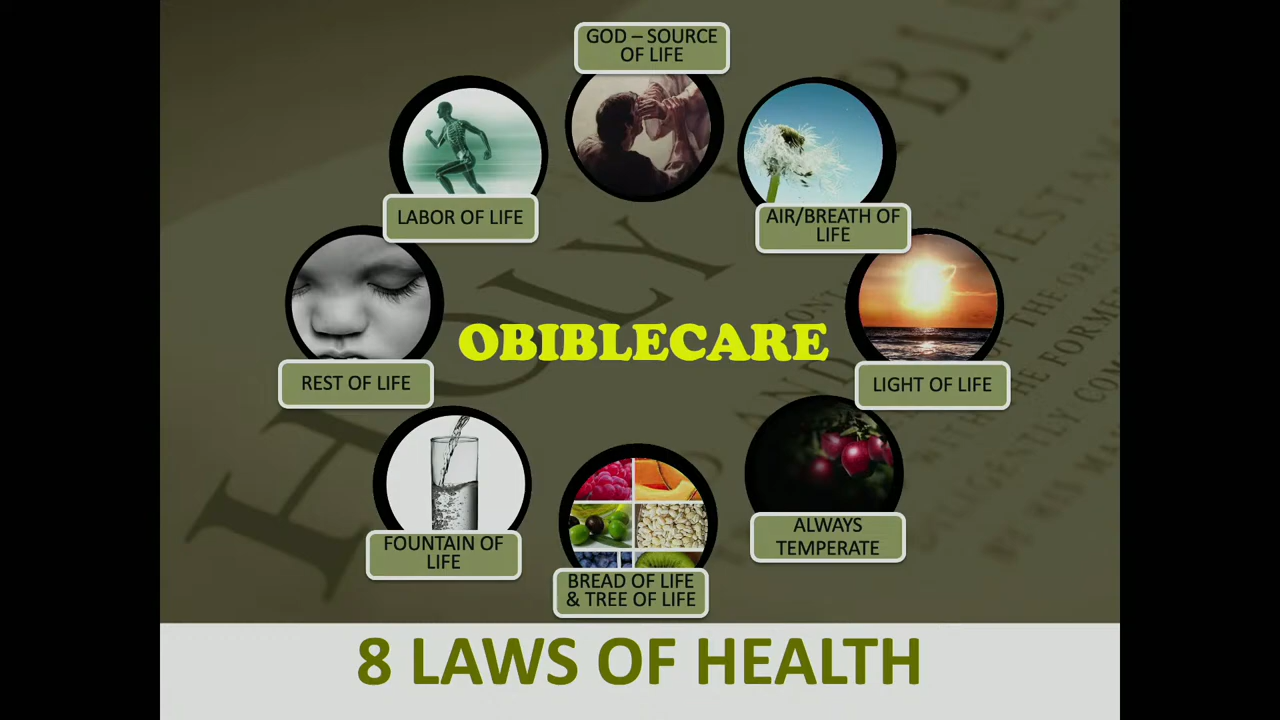 GOD – SOURCE
OF LIFE
LABOR OF LIFE
AIR/BREATH OF
LIFE
OBIBLECARE
REST OF LIFE
LIGHT OF LIFE
FOUNTAIN OF
LIFE
ALWAYS
TEMPERATE
BREAD OF LIFE
& TREE OF LIFE
8 LAWS OF HEALTH
HOLY